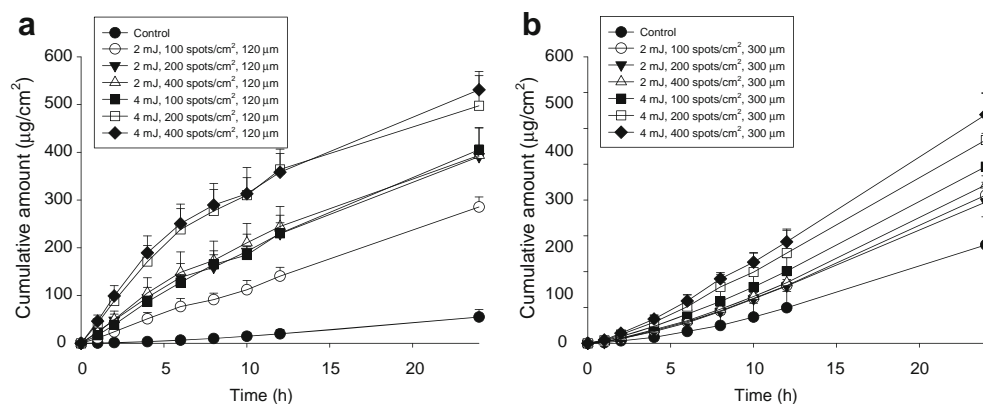 a
Control
2 mJ, 100 spots/cm², 120 μm
2 mJ, 200 spots/cm², 120 μm
2 mJ, 400 spots/cm², 120 μm
4 mJ, 100 spots/cm², 120 μm
4 mJ, 200 spots/cm², 120 μm
4 mJ, 400 spots/cm², 120 μm
Cumulative amount (μg/cm²)
600
500
400
300
200
100
0
0 5 10 15 20
Time (h)
b
Control
2 mJ, 100 spots/cm², 300 μm
2 mJ, 200 spots/cm², 300 μm
2 mJ, 400 spots/cm², 300 μm
4 mJ, 100 spots/cm², 300 μm
4 mJ, 200 spots/cm², 300 μm
4 mJ, 400 spots/cm², 300 μm
Cumulative amount (μg/cm²)
600
500
400
300
200
100
0
0 5 10 15 20
Time (h)